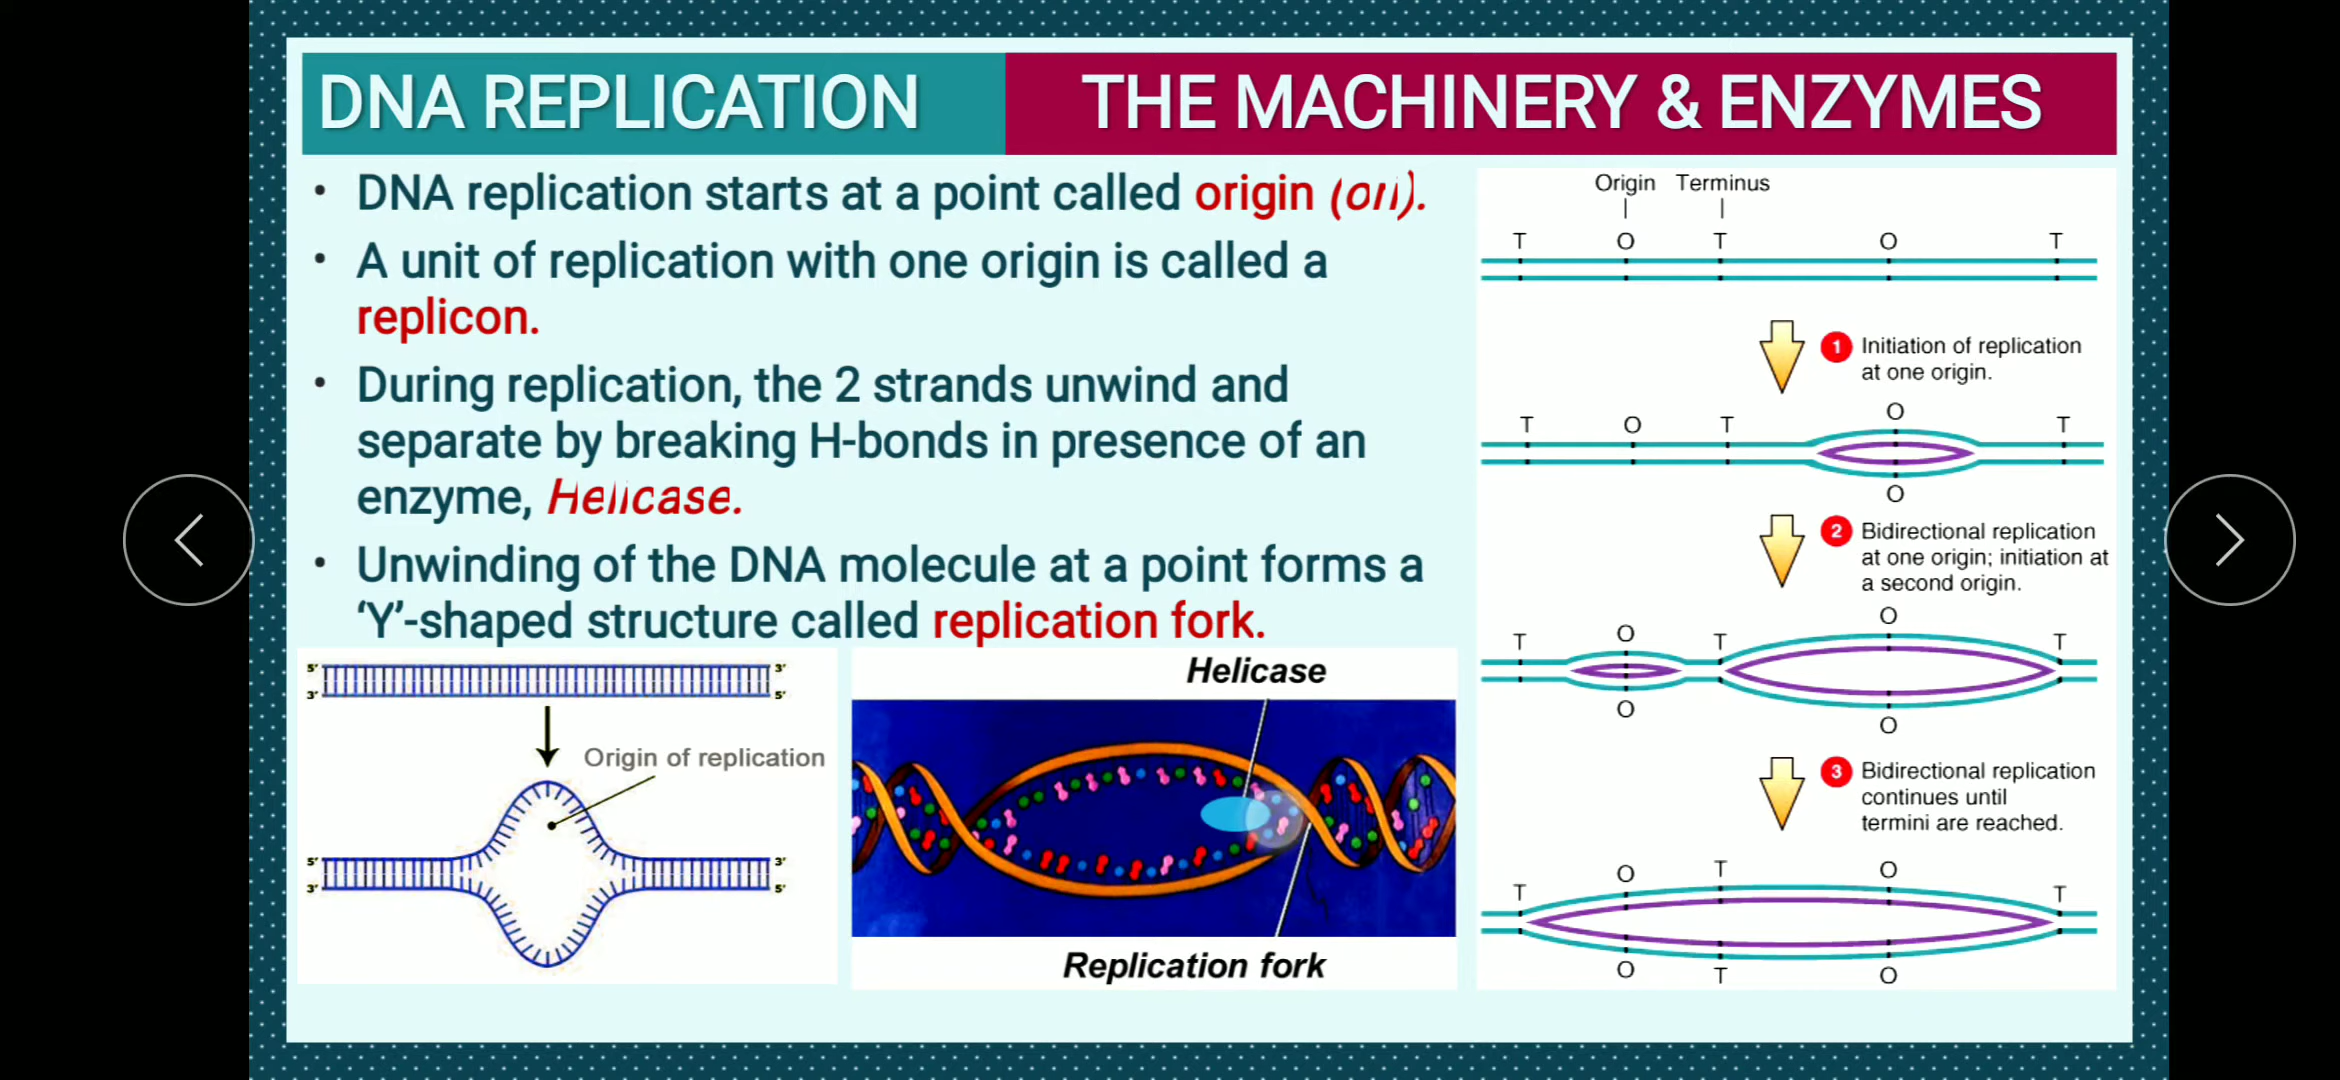 DNA REPLICATION
THE MACHINERY & ENZYMES
• DNA replication starts at a point called origin (ori).
• A unit of replication with one origin is called a
replicon.
• During replication, the 2 strands unwind and
separate by breaking H-bonds in presence of an
enzyme, Helicase.
• Unwinding of the DNA molecule at a point forms a
‘Y’-shaped structure called replication fork.
5’ 3’
3’ 5’
Origin of replication
5’ 3’
3’ 5’
Helicase
Replication fork
Origin Terminus
T O T O T
1 Initiation of replication
at one origin.
O
T O T T
O
2 Bidirectional replication
at one origin; initiation at
a second origin.
O
T O T T
O
O
3 Bidirectional replication
continues until
termini are reached.
O T O
T T
O T O